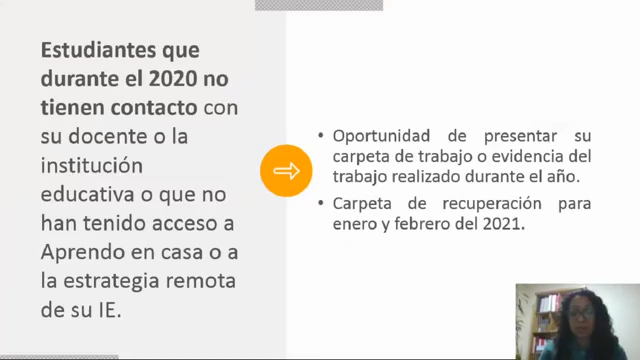 Estudiantes que
durante el 2020 no
tienen contacto con
su docente o la
institución
educativa o que no
han tenido acceso a
Aprendo en casa o a
la estrategia remota
de su IE.
• Oportunidad de presentar su
carpeta de trabajo o evidencia del
trabajo realizado durante el año.
• Carpeta de recuperación para
enero y febrero del 2021.